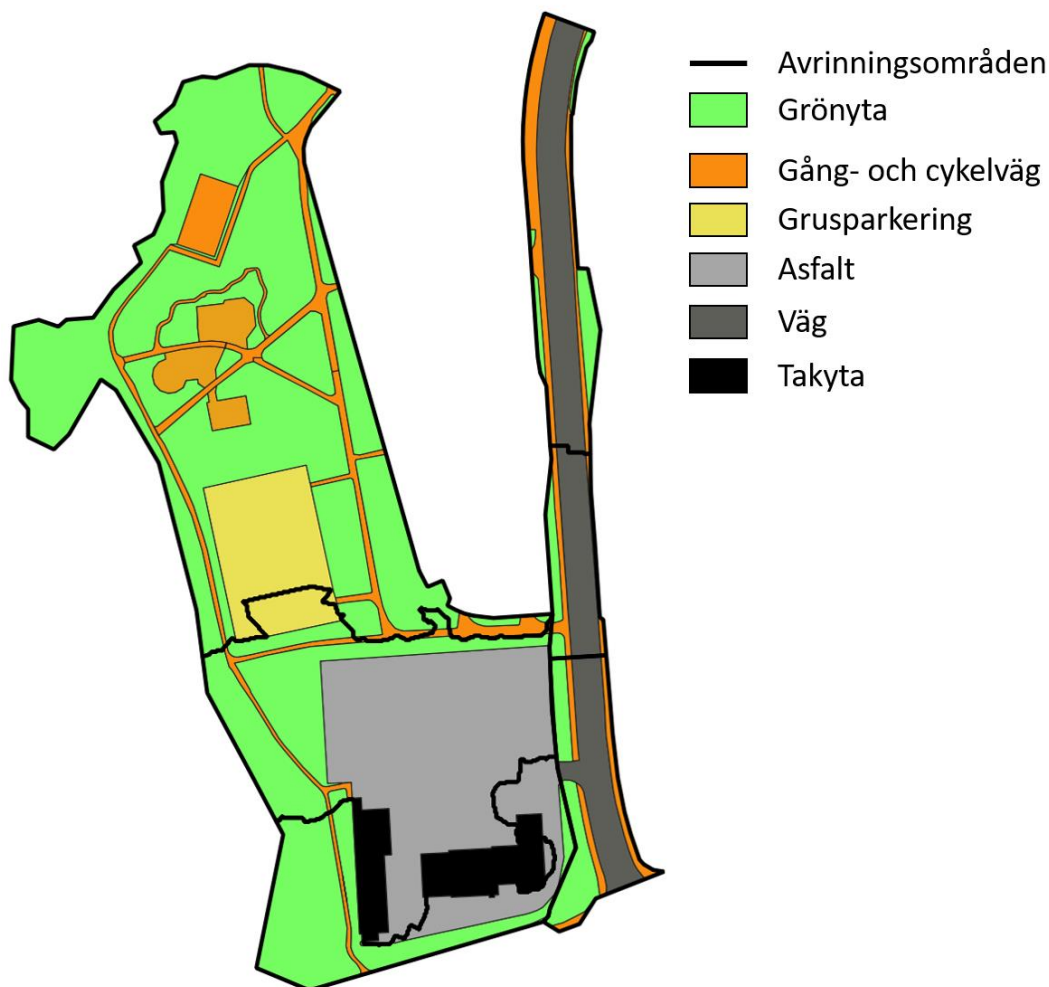 Avrinningsområden
Grönyta
Gång- och cykelväg
Grusparkering
Asfalt
Väg
Takyta